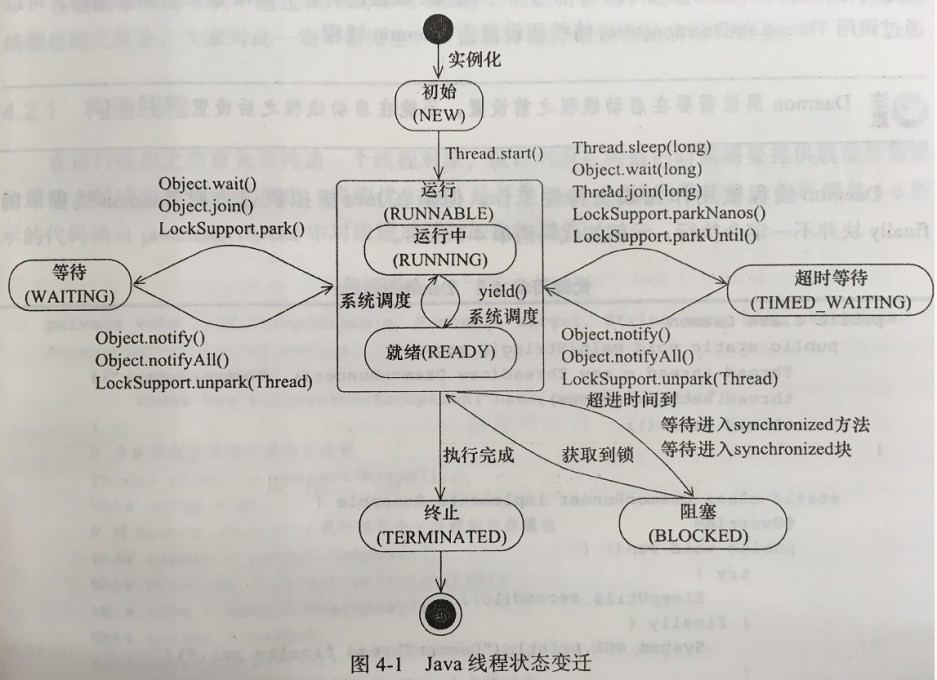 实例化
初始
(NEW)
Thread.start()
Object.wait()
Object.join()
LockSupport.park()
Thread.sleep(long)
Object.wait(long)
Thread.join(long)
LockSupport.parkNanos()
LockSupport.parkUntil()
运行
(RUNNABLE)
运行中
(RUNNING)
等待
(WAITING)
系统调度
yield()
系统调度
超时等待
(TIMED_WAITING)
就绪(READY)
Object.notify()
Object.notifyAll()
LockSupport.unpark(Thread)
Object.notify()
Object.notifyAll()
LockSupport.unpark(Thread)
超进时间到
等待进入synchronized方法
等待进入synchronized块
执行完成
获取到锁
终止
(TERMINATED)
阻塞
(BLOCKED)
图 4-1 Java 线程状态变迁